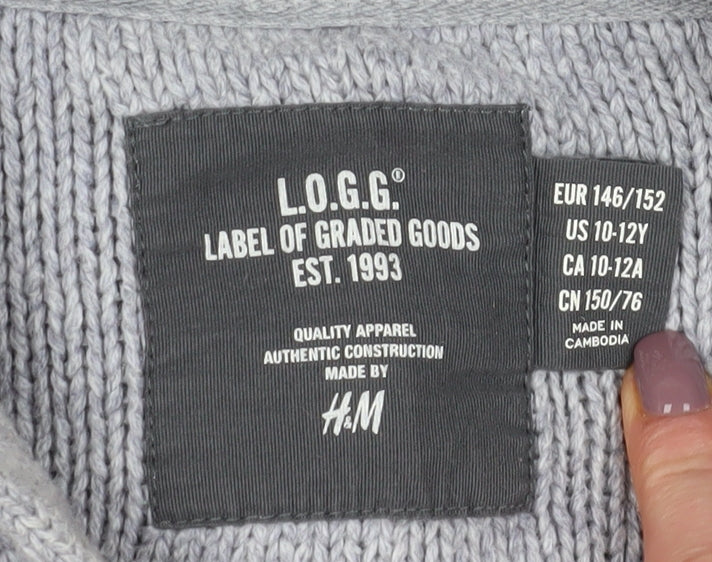 L.O.G.G.®
LABEL OF GRADED GOODS
EST. 1993
QUALITY APPAREL
AUTHENTIC CONSTRUCTION
MADE BY
H&M
EUR 146/152
US 10-12Y
CA 10-12A
CN 150/76
MADE IN
CAMBODIA